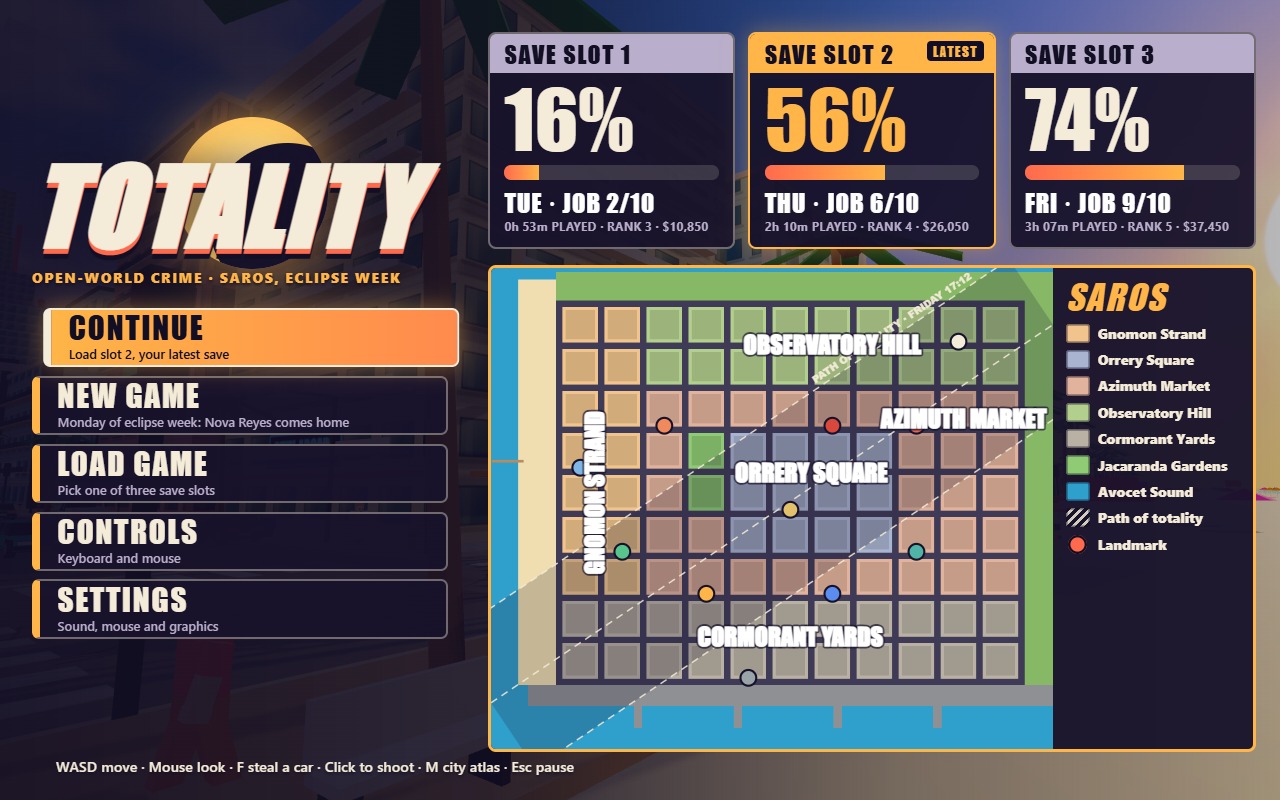 TOTALITY
OPEN-WORLD CRIME · SAROS, ECLIPSE WEEK
CONTINUE
Load slot 2, your latest save
NEW GAME
Monday of eclipse week: Nova Reyes comes home
LOAD GAME
Pick one of three save slots
CONTROLS
Keyboard and mouse
SETTINGS
Sound, mouse and graphics
SAVE SLOT 1
16%
TUE · JOB 2/10
0h 53m PLAYED · RANK 3 · $10,850
SAVE SLOT 2
LATEST
56%
THU · JOB 6/10
2h 10m PLAYED · RANK 4 · $26,050
SAVE SLOT 3
74%
FRI · JOB 9/10
3h 07m PLAYED · RANK 5 · $37,450
PATH · FRIDAY 17:12
OBSERVATORY HILL
AZIMUTH MARKET
GNOMON STRAND
ORRERY SQUARE
CORMORANT YARDS
SAROS
Gnomon Strand
Orrery Square
Azimuth Market
Observatory Hill
Cormorant Yards
Jacaranda Gardens
Avocet Sound
Path of totality
Landmark
WASD move · Mouse look · F steal a car · Click to shoot · M city atlas · Esc pause